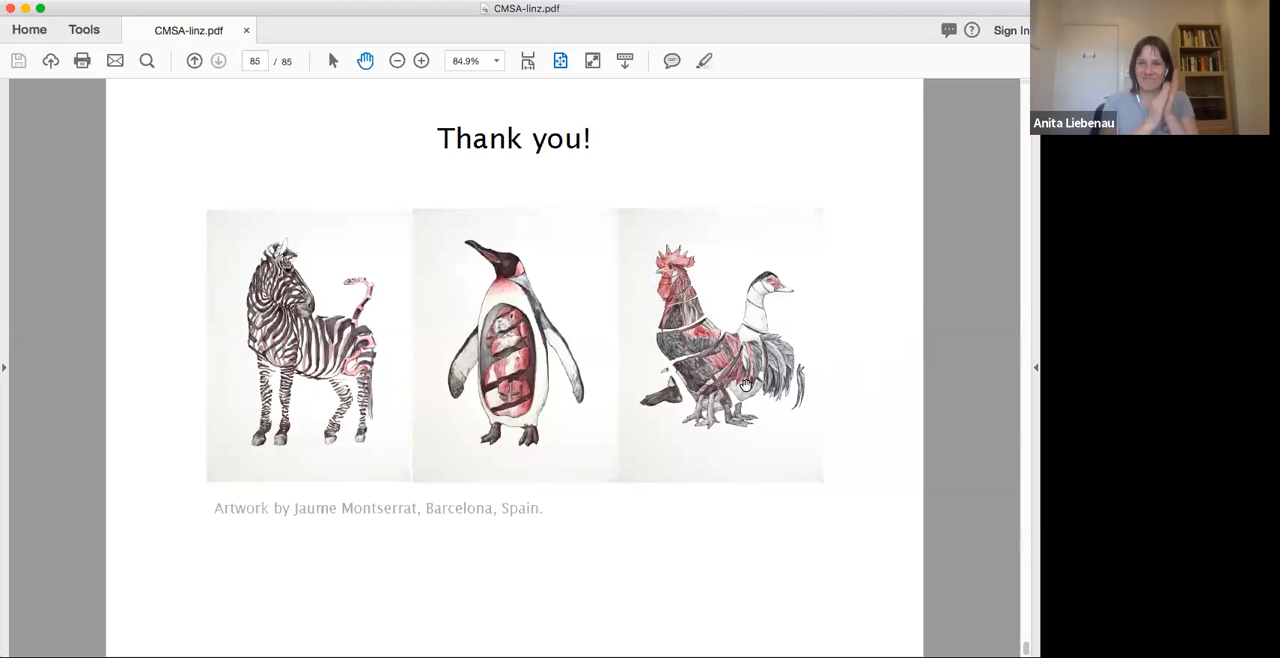 CMSA-linz.pdf
Home Tools CMSA-linz.pdf × Sign In
85 / 85 84.9%
Anita Liebenau
Thank you!
Artwork by Jaume Montserrat, Barcelona, Spain.